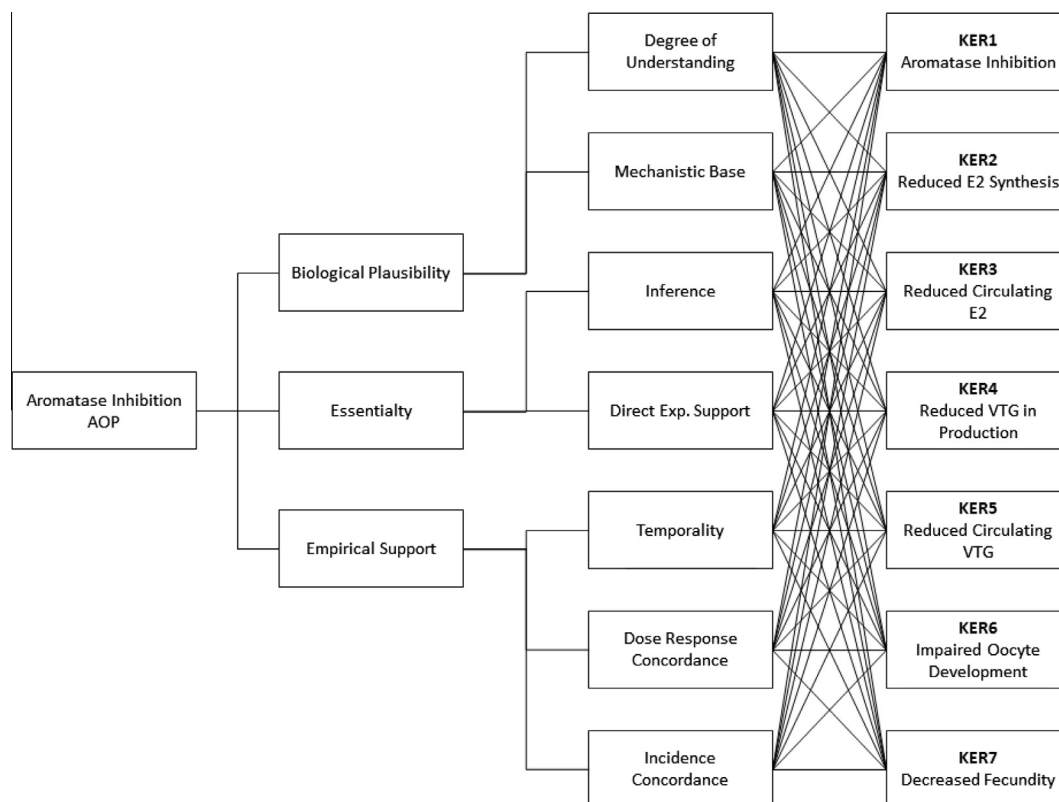 Aromatase Inhibition
AOP
Biological Plausibility
Essentialty
Empirical Support
Degree of
Understanding
Mechanistic Base
Inference
Direct Exp. Support
Temporality
Dose Response
Concordance
Incidence
Concordance
KER1
Aromatase Inhibition
KER2
Reduced E2 Synthesis
KER3
Reduced Circulating
E2
KER4
Reduced VTG in
Production
KER5
Reduced Circulating
VTG
KER6
Impaired Oocyte
Development
KER7
Decreased Fecundity